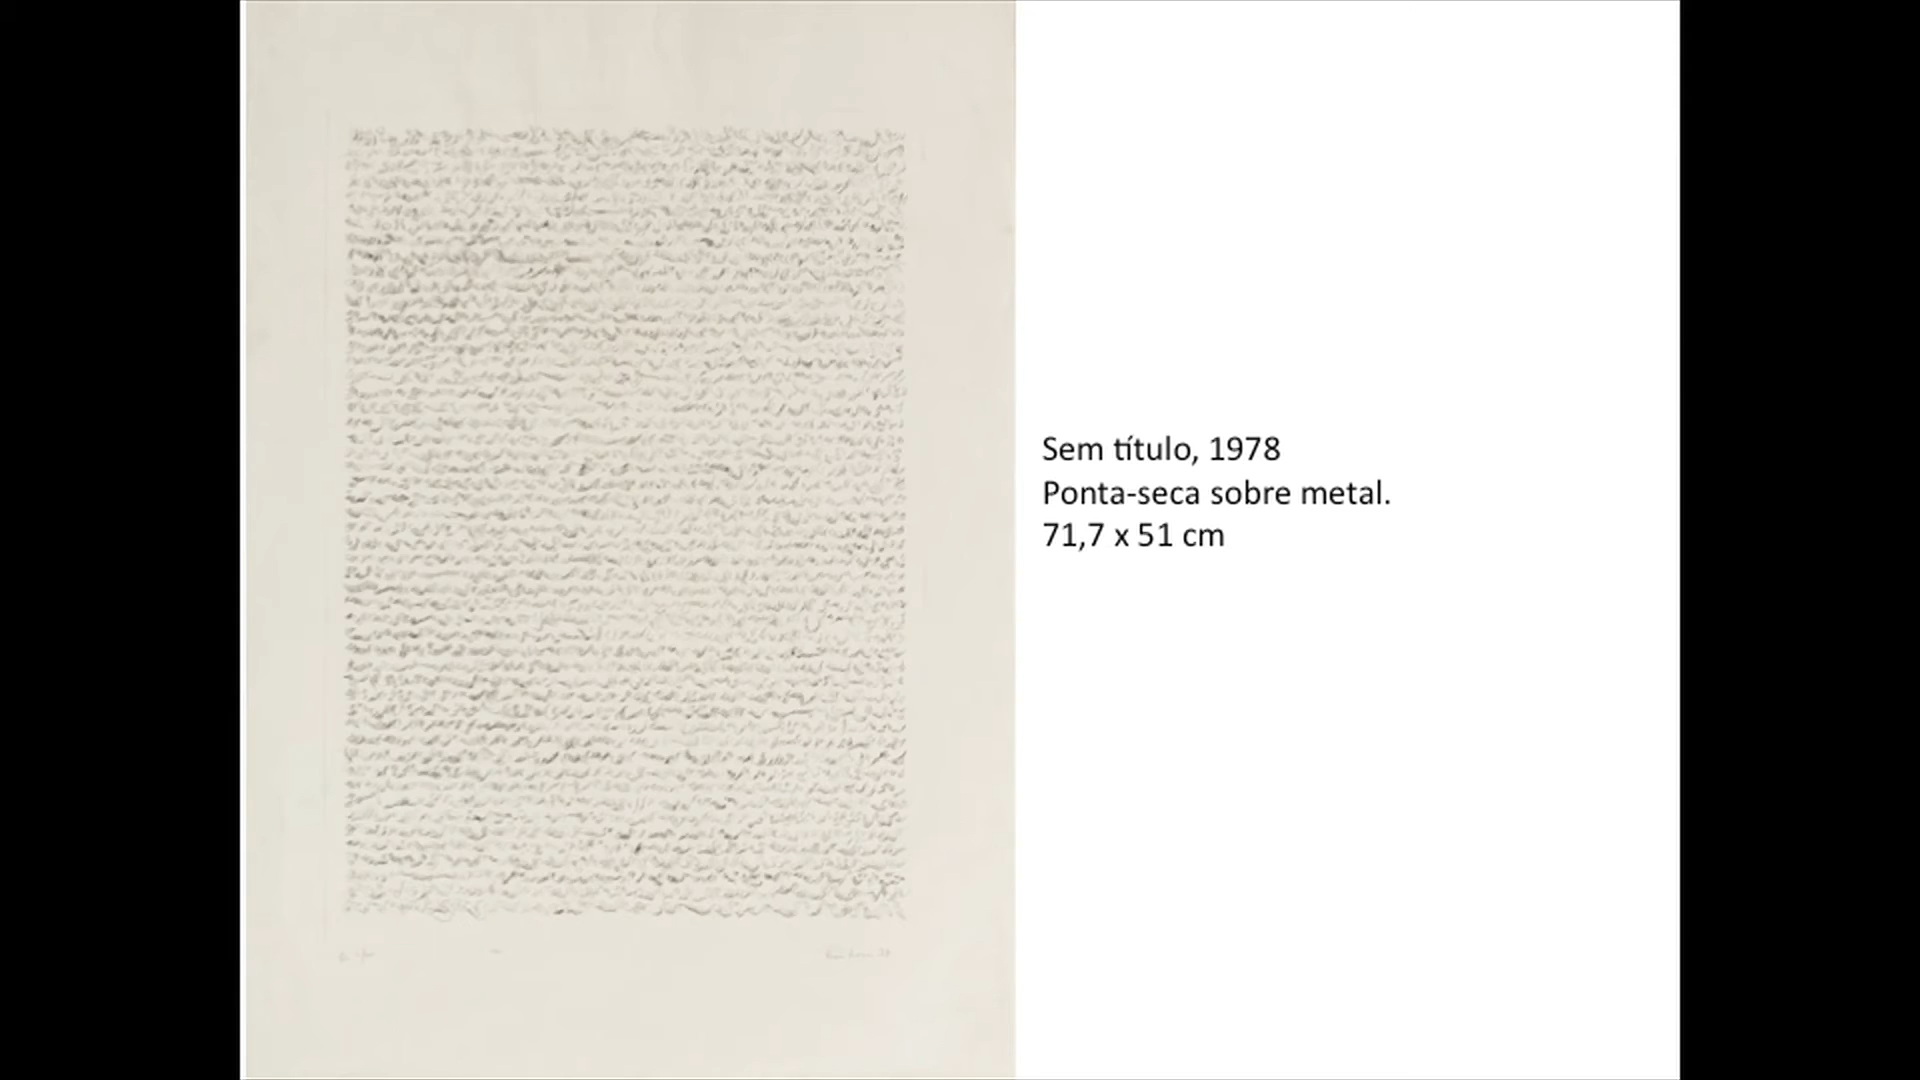 Sem título, 1978
Ponta-seca sobre metal.
71,7 x 51 cm